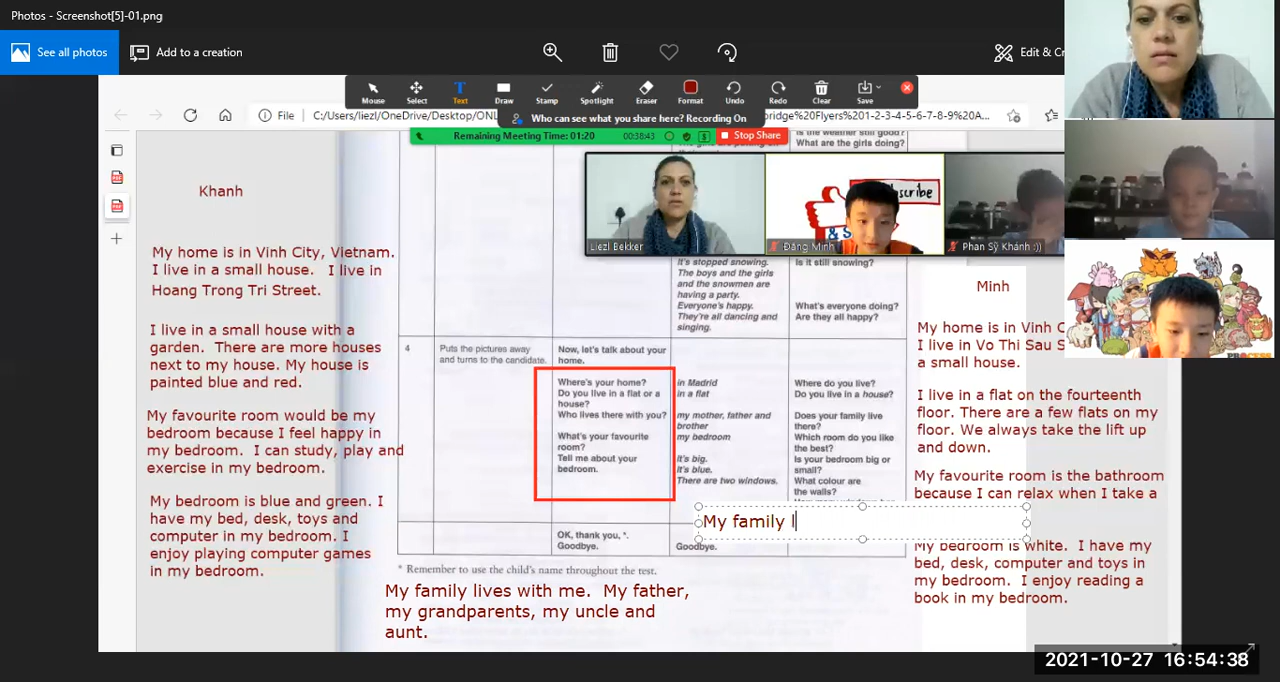 Photos - Screenshot[5]-01.png
See all photos
Add to a creation
Edit & Cr
Mouse
Select
Text
Draw
Stamp
Spotlight
Eraser
Format
Undo
Redo
Clear
Save
File
C:/Users/liezl/OneDrive/Desktop/ONL
Who can see what you share here? Recording On
bridge%20Flyers%201-2-3-4-5-6-7-8-9%20A...
Remaining Meeting Time: 01:20
00:38:43
Stop Share
Is the weather still good?
What are the girls doing?
Liezl Bekker
Subscribe
Đăng Minh
Phan Sỹ Khánh :))
Khanh
My home is in Vinh City, Vietnam.
I live in a small house. I live in
Hoang Trong Tri Street.
I live in a small house with a
garden. There are more houses
next to my house. My house is
painted blue and red.
My favourite room would be my
bedroom because I feel happy in
my bedroom. I can study, play and
exercise in my bedroom.
My bedroom is blue and green. I
have my bed, desk, toys and
computer in my bedroom. I
enjoy playing computer games
in my bedroom.
It's stopped snowing.
The boys and the girls
and the snowmen are
having a party.
Everyone's happy.
They're all dancing and
singing.
Is it still snowing?
What's everyone doing?
Are they all happy?
4
Puts the pictures away
and turns to the candidate.
Now, let's talk about your
home.
Where's your home?
Do you live in a flat or a
house?
Who lives there with you?
What's your favourite
room?
Tell me about your
bedroom.
in Madrid
in a flat
my mother, father and
brother
my bedroom
It's big.
It's blue.
There are two windows.
Where do you live?
Do you live in a house?
Does your family live
there?
Which room do you like
the best?
Is your bedroom big or
small?
What colour are
the walls?
OK, thank you, *.
Goodbye.
Goodbye.
* Remember to use the child's name throughout the test.
My family lives with me. My father,
my grandparents, my uncle and
aunt.
My family l
Minh
My home is in Vinh C
I live in Vo Thi Sau S
a small house.
I live in a flat on the fourteenth
floor. There are a few flats on my
floor. We always take the lift up
and down.
My favourite room is the bathroom
because I can relax when I take a
My bedroom is white. I have my
bed, desk, computer and toys in
my bedroom. I enjoy reading a
book in my bedroom.
PROCESS
2021-10-27 16:54:38